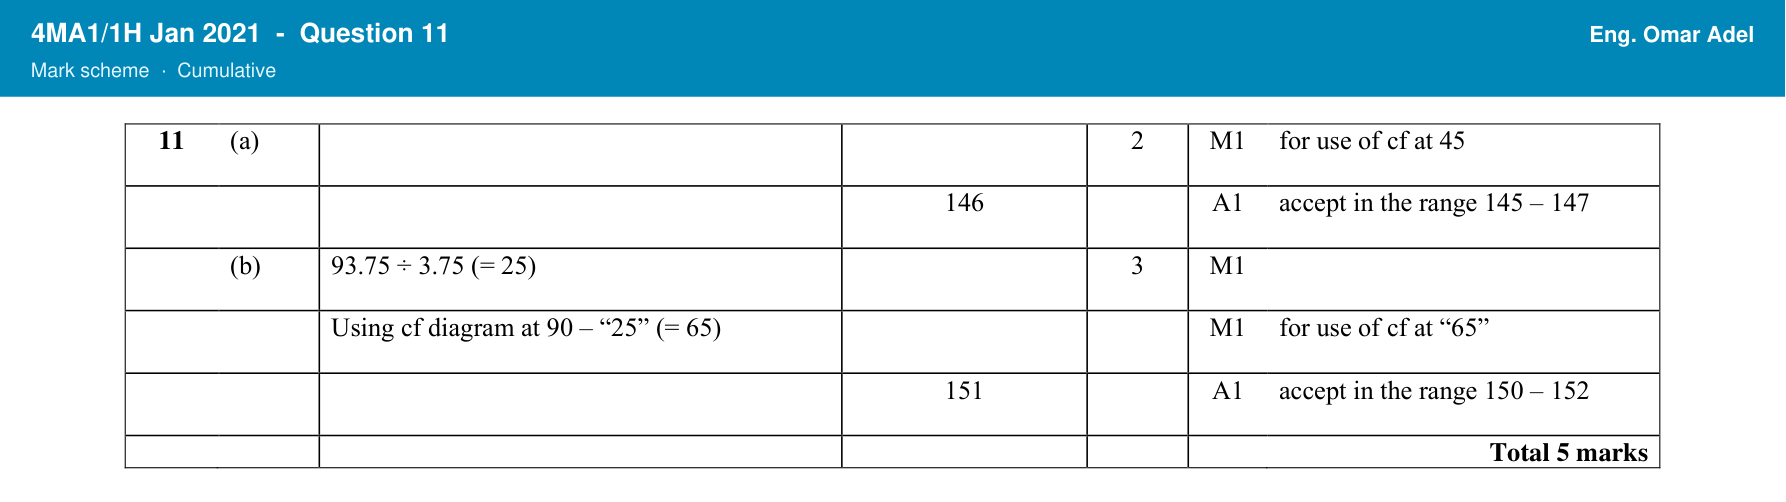 4MA1/1H Jan 2021 - Question 11
Eng. Omar Adel
Mark scheme · Cumulative
11 (a) 2 M1 for use of cf at 45
146 A1 accept in the range 145 – 147
(b) 93.75 ÷ 3.75 (= 25) 3 M1
Using cf diagram at 90 – “25” (= 65) M1 for use of cf at “65”
151 A1 accept in the range 150 – 152
Total 5 marks